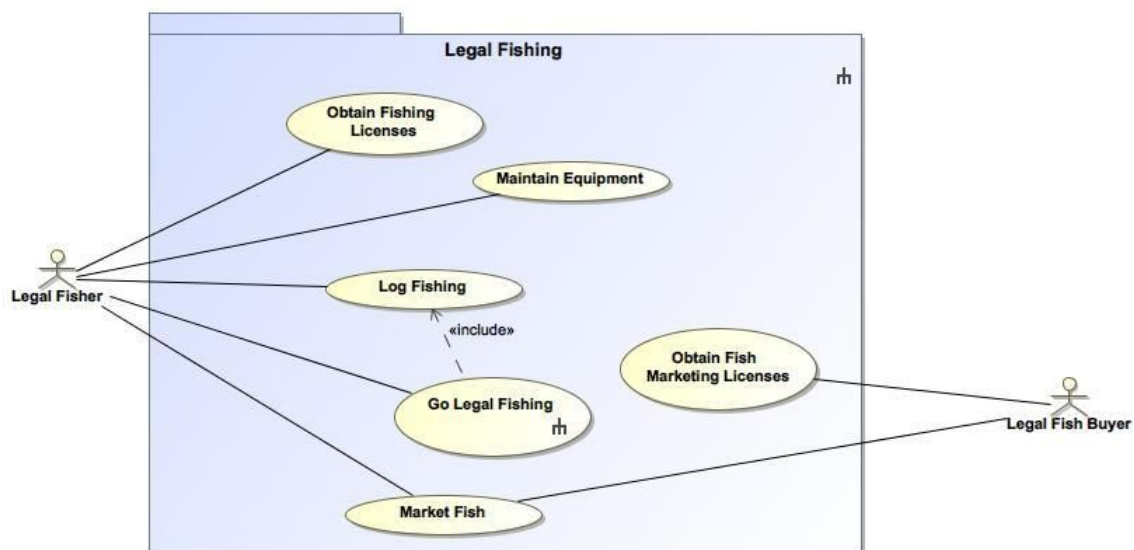 Legal Fishing
Obtain Fishing
Licenses
Maintain Equipment
Log Fishing
Legal Fisher
«include»
Obtain Fish
Marketing Licenses
Go Legal Fishing
Legal Fish Buyer
Market Fish